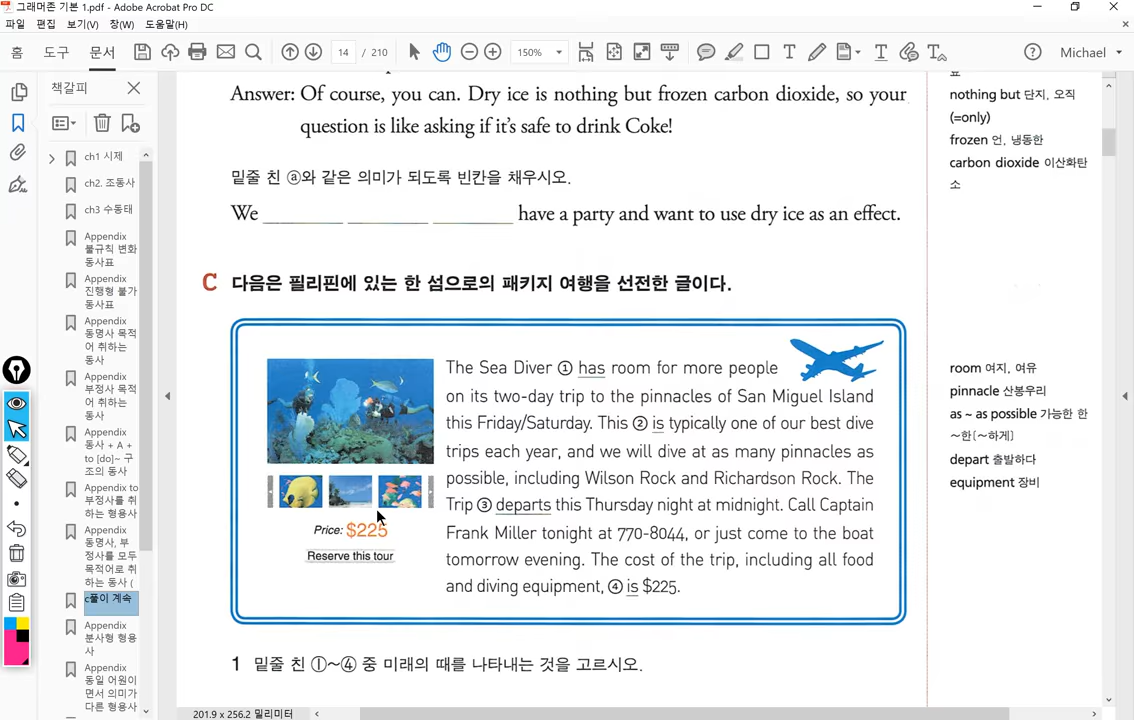 그래머존 기본 1.pdf - Adobe Acrobat Pro DC
파일 편집 보기(V) 창(W) 도움말(H)
홈 도구 문서 14 / 210 150% Michael
책갈피
ch1 시제
ch2. 조동사
ch3 수동태
Appendix
불규칙 변화
동사표
Appendix
진행형 불가
동사표
Appendix
동명사 목적
어 취하는
동사
Appendix
부정사 목적
어 취하는
동사
Appendix
동사 + A +
to [do]~ 구
조의 동사
Appendix to
부정사를 취
하는 형용사
Appendix
동명사, 부
정사를 모두
목적어로 취
하는 동사 (
c풀이 계속
Appendix
분사형 형용
사
Appendix
동일 어원이
면서 의미가
다른 형용사
Answer: Of course, you can. Dry ice is nothing but frozen carbon dioxide, so your
question is like asking if it's safe to drink Coke!
밑줄 친 ⓐ와 같은 의미가 되도록 빈칸을 채우시오.
We ________ ________ ________ have a party and want to use dry ice as an effect.
C 다음은 필리핀에 있는 한 섬으로의 패키지 여행을 선전한 글이다.
The Sea Diver ① has room for more people
on its two-day trip to the pinnacles of San Miguel Island
this Friday/Saturday. This ② is typically one of our best dive
trips each year, and we will dive at as many pinnacles as
possible, including Wilson Rock and Richardson Rock. The
Trip ③ departs this Thursday night at midnight. Call Captain
Frank Miller tonight at 770-8044, or just come to the boat
tomorrow evening. The cost of the trip, including all food
and diving equipment, ④ is $225.
Price: $225
Reserve this tour
1 밑줄 친 ①~④ 중 미래의 때를 나타내는 것을 고르시오.
nothing but 단지, 오직
(=only)
frozen 언, 냉동한
carbon dioxide 이산화탄
소
room 여지, 여유
pinnacle 산봉우리
as ~ as possible 가능한 한
~한[~하게]
depart 출발하다
equipment 장비
201.9 x 256.2 밀리미터